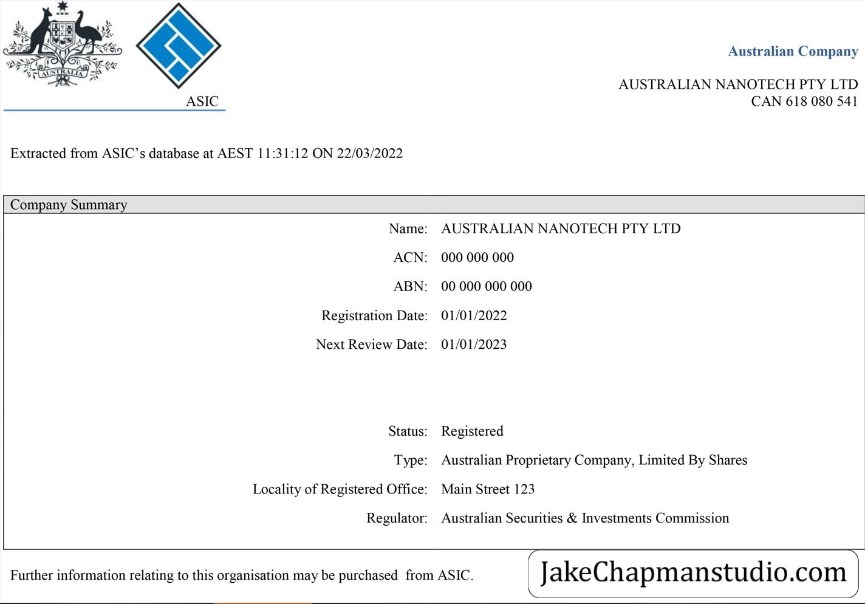 AUSTRALIA
ASIC
Australian Company
AUSTRALIAN NANOTECH PTY LTD
CAN 618 080 541
Extracted from ASIC's database at AEST 11:31:12 ON 22/03/2022
Company Summary
Name: AUSTRALIAN NANOTECH PTY LTD
ACN: 000 000 000
ABN: 00 000 000 000
Registration Date: 01/01/2022
Next Review Date: 01/01/2023
Status: Registered
Type: Australian Proprietary Company, Limited By Shares
Locality of Registered Office: Main Street 123
Regulator: Australian Securities & Investments Commission
Further information relating to this organisation may be purchased from ASIC.
JakeChapmanstudio.com